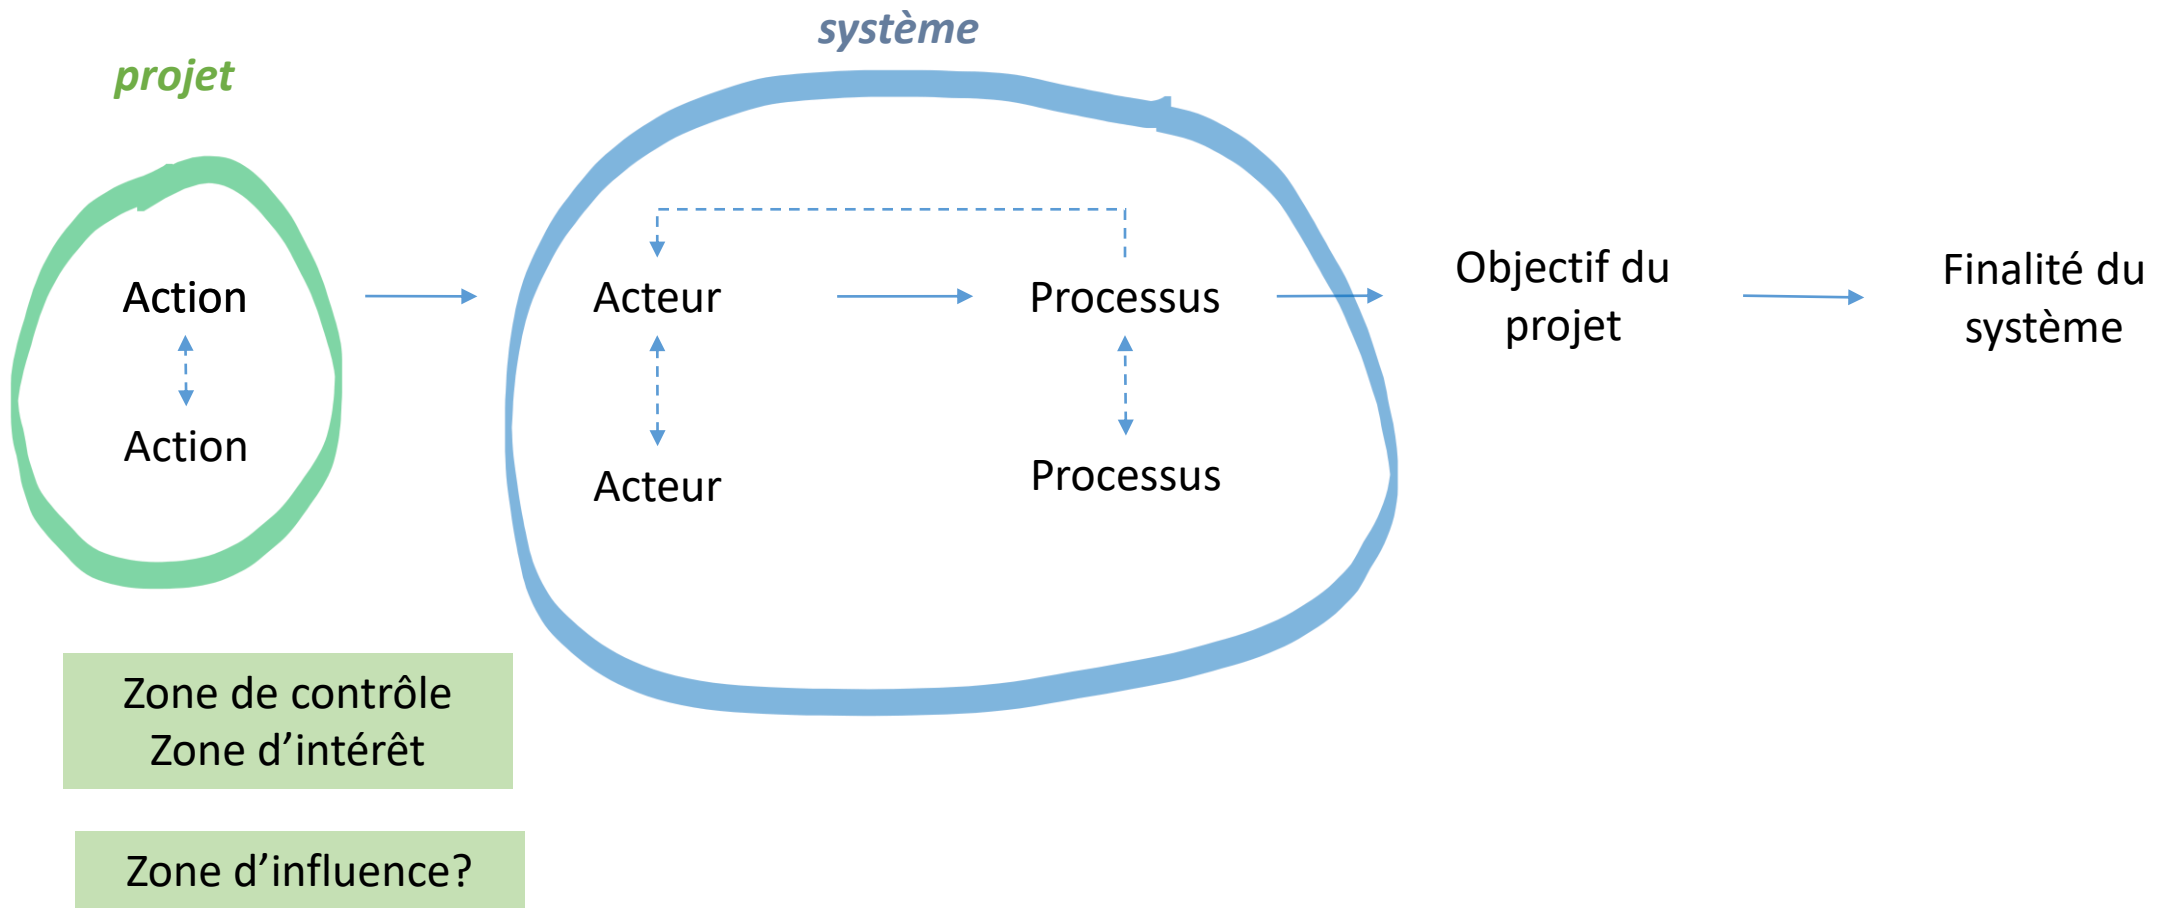 système
projet
Action
Acteur
Processus
Objectif du
projet
Finalité du
système
Action
Acteur
Processus
Zone de contrôle
Zone d’intérêt
Zone d’influence?